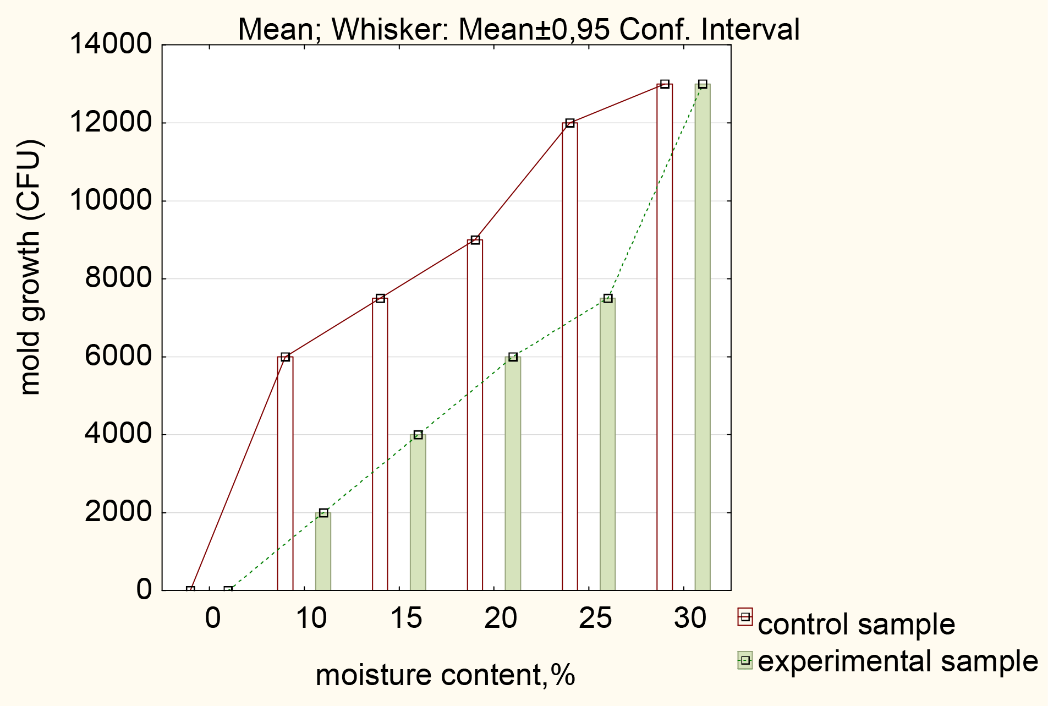 Mean; Whisker: Mean±0,95 Conf. Interval
14000
12000
10000
8000
6000
4000
2000
0
mold growth (CFU)
0 10 15 20 25 30
moisture content,%
control sample
experimental sample